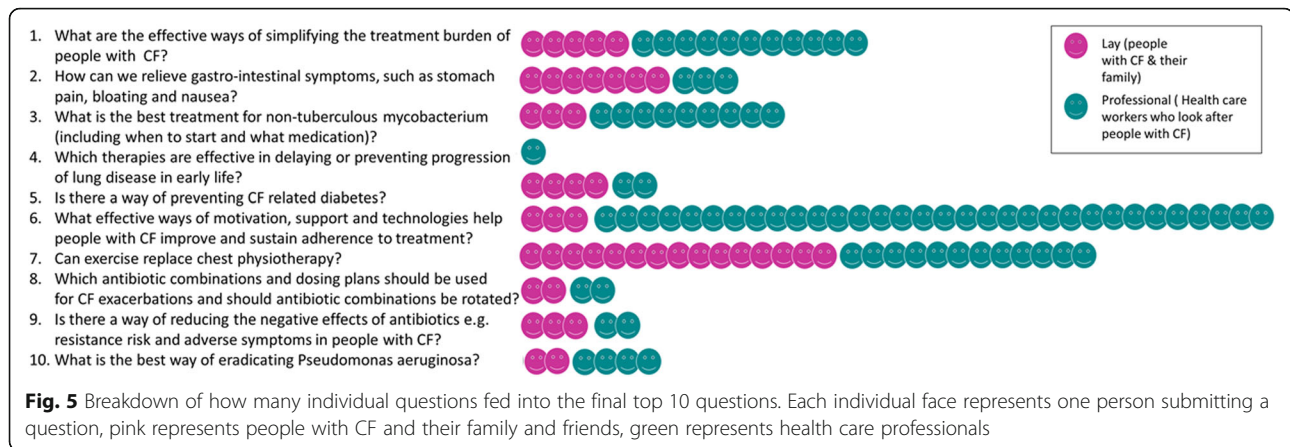 1. What are the effective ways of simplifying the treatment burden of
people with CF?
2. How can we relieve gastro-intestinal symptoms, such as stomach
pain, bloating and nausea?
3. What is the best treatment for non-tuberculous mycobacterium
(including when to start and what medication)?
4. Which therapies are effective in delaying or preventing progression
of lung disease in early life?
5. Is there a way of preventing CF related diabetes?
6. What effective ways of motivation, support and technologies help
people with CF improve and sustain adherence to treatment?
7. Can exercise replace chest physiotherapy?
8. Which antibiotic combinations and dosing plans should be used
for CF exacerbations and should antibiotic combinations be rotated?
9. Is there a way of reducing the negative effects of antibiotics e.g.
resistance risk and adverse symptoms in people with CF?
10. What is the best way of eradicating Pseudomonas aeruginosa?
Lay (people
with CF & their
family)
Professional ( Health care
workers who look after
people with CF)
Fig. 5 Breakdown of how many individual questions fed into the final top 10 questions. Each individual face represents one person submitting a
question, pink represents people with CF and their family and friends, green represents health care professionals